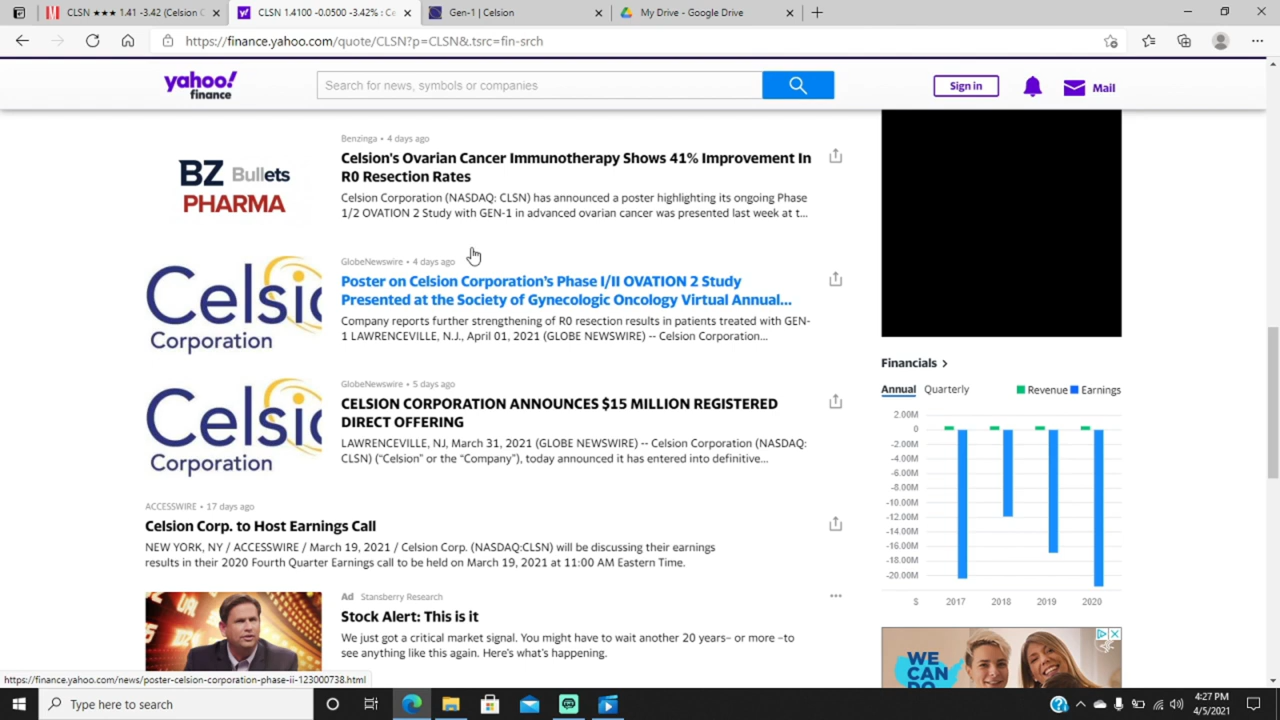 CLSN ★★★ 1.41 -3.42 (Celsion C
CLSN 1.4100 -0.0500 -3.42% : Ce
Gen-1 | Celsion
My Drive - Google Drive
https://finance.yahoo.com/quote/CLSN?p=CLSN&.tsrc=fin-srch
yahoo!
finance
Search for news, symbols or companies
Sign in
Mail
Benzinga • 4 days ago
Celsion's Ovarian Cancer Immunotherapy Shows 41% Improvement In
R0 Resection Rates
Celsion Corporation (NASDAQ: CLSN) has announced a poster highlighting its ongoing Phase
1/2 OVATION 2 Study with GEN-1 in advanced ovarian cancer was presented last week at t...
BZ Bullets
PHARMA
GlobeNewswire • 4 days ago
Poster on Celsion Corporation's Phase I/II OVATION 2 Study
Presented at the Society of Gynecologic Oncology Virtual Annual...
Company reports further strengthening of R0 resection results in patients treated with GEN-
1 LAWRENCEVILLE, N.J., April 01, 2021 (GLOBE NEWSWIRE) -- Celsion Corporation...
Celsic
Corporation
GlobeNewswire • 5 days ago
CELSION CORPORATION ANNOUNCES $15 MILLION REGISTERED
DIRECT OFFERING
LAWRENCEVILLE, NJ, March 31, 2021 (GLOBE NEWSWIRE) -- Celsion Corporation (NASDAQ:
CLSN) ("Celsion" or the "Company"), today announced it has entered into definitive...
Celsic
Corporation
ACCESSWIRE • 17 days ago
Celsion Corp. to Host Earnings Call
NEW YORK, NY / ACCESSWIRE / March 19, 2021 / Celsion Corp. (NASDAQ:CLSN) will be discussing their earnings
results in their 2020 Fourth Quarter Earnings call to be held on March 19, 2021 at 11:00 AM Eastern Time.
Ad Stansberry Research
Stock Alert: This is it
We just got a critical market signal. You might have to wait another 20 years– or more –to
see anything like this again. Here's what's happening.
Financials
Annual Quarterly
Revenue Earnings
2.00M
0
-2.00M
-4.00M
-6.00M
-8.00M
-10.00M
-12.00M
-14.00M
-16.00M
-18.00M
-20.00M
$ 2017 2018 2019 2020
WE
CAN
DO
https://finance.yahoo.com/news/poster-celsion-corporation-phase-ii-123000738.html
Type here to search
4:27 PM
4/5/2021